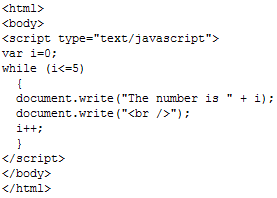 <html>
<body>
<script type="text/javascript">
var i=0;
while (i<=5)
  {
  document.write("The number is " + i);
  document.write("<br />");
  i++;
  }
</script>
</body>
</html>